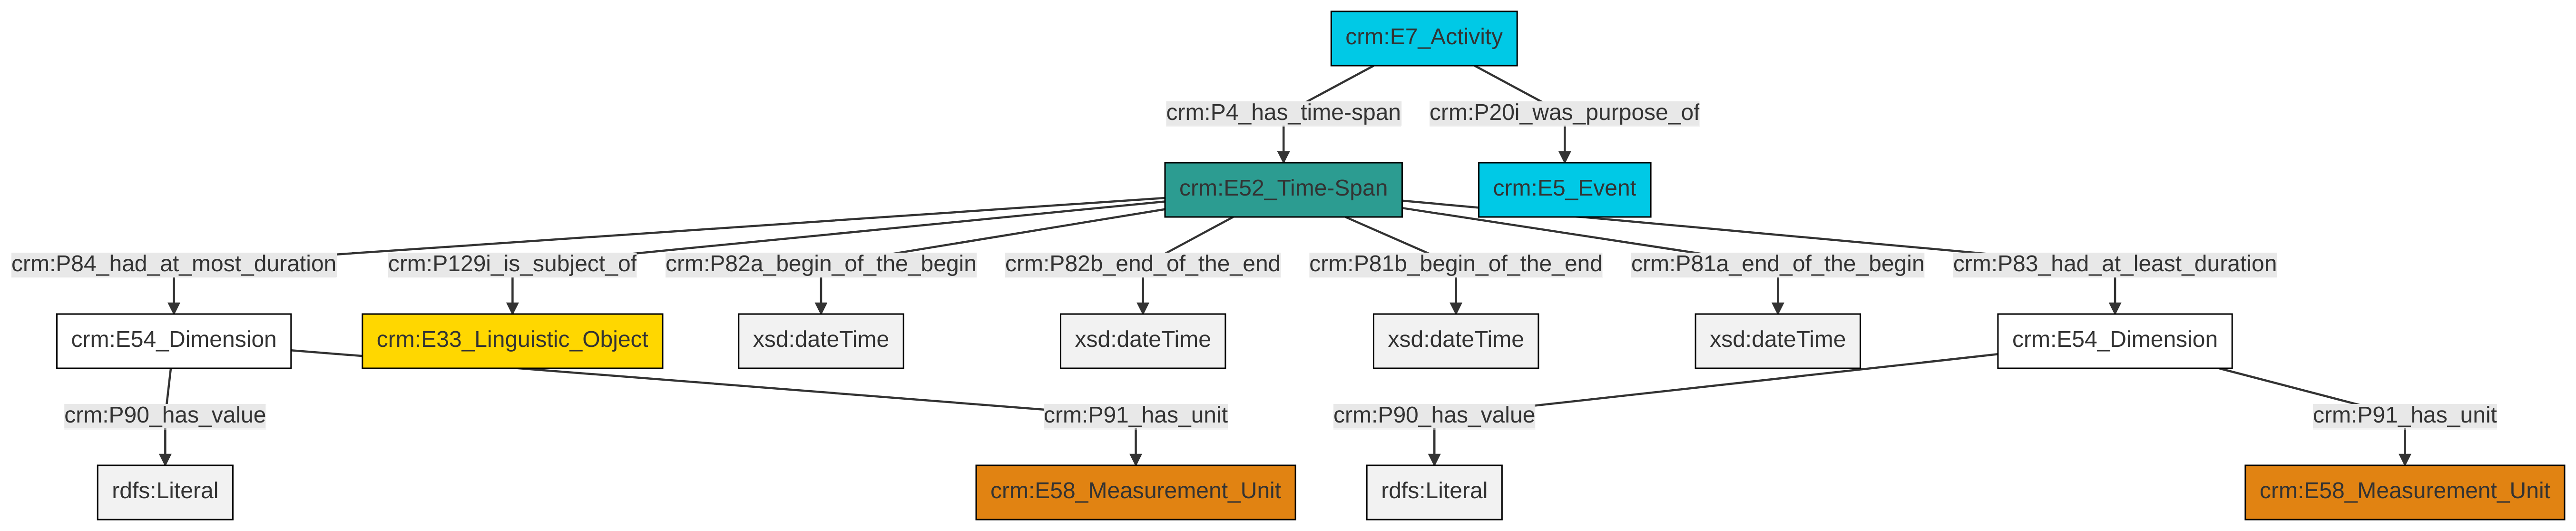 crm:E7_Activity
crm:P4_has_time-span
crm:P20i_was_purpose_of
crm:E52_Time-Span
crm:E5_Event
crm:P84_had_at_most_duration
crm:P129i_is_subject_of
crm:P82a_begin_of_the_begin
crm:P82b_end_of_the_end
crm:P81b_begin_of_the_end
crm:P81a_end_of_the_begin
crm:P83_had_at_least_duration
crm:E54_Dimension
crm:E33_Linguistic_Object
xsd:dateTime
xsd:dateTime
xsd:dateTime
xsd:dateTime
crm:E54_Dimension
crm:P90_has_value
crm:P91_has_unit
crm:P90_has_value
crm:P91_has_unit
rdfs:Literal
crm:E58_Measurement_Unit
rdfs:Literal
crm:E58_Measurement_Unit